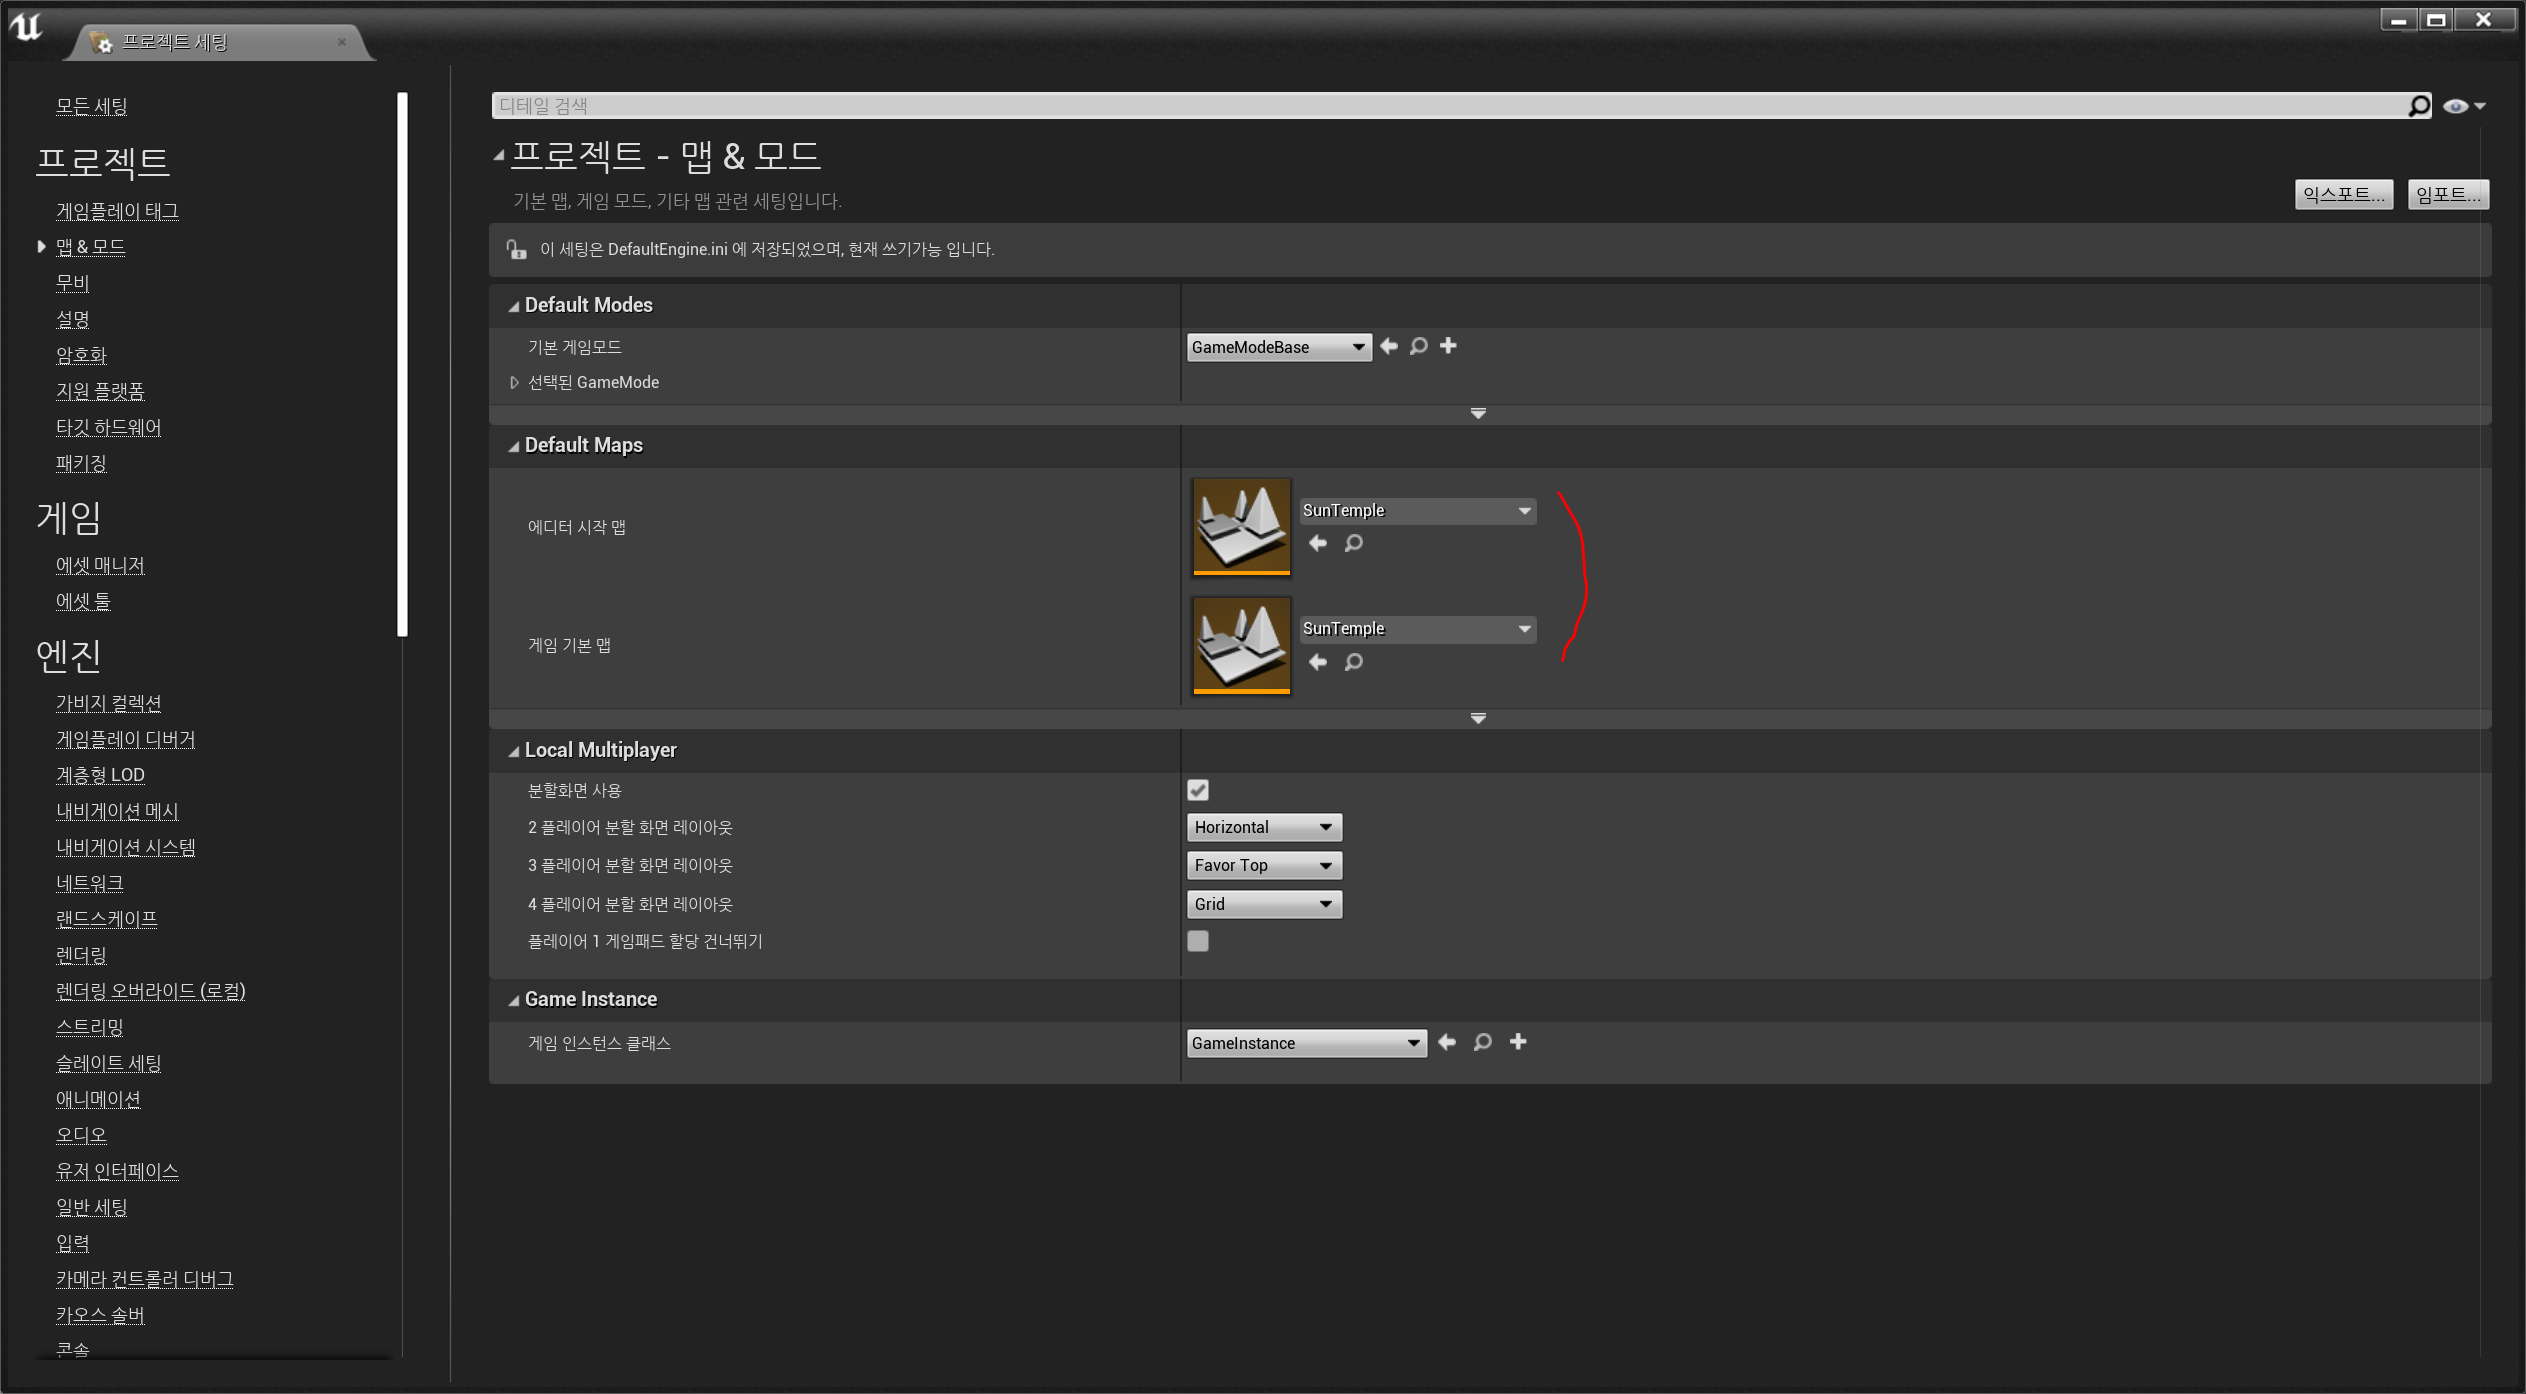 프로젝트 세팅
모든 세팅
프로젝트
게임플레이 태그
맵 & 모드
무비
설명
암호화
지원 플랫폼
타깃 하드웨어
패키징
게임
에셋 매니저
에셋 툴
엔진
가비지 컬렉션
게임플레이 디버거
계층형 LOD
내비게이션 메시
내비게이션 시스템
네트워크
랜드스케이프
렌더링
렌더링 오버라이드 (로컬)
스트리밍
슬레이트 세팅
애니메이션
오디오
유저 인터페이스
일반 세팅
입력
카메라 컨트롤러 디버그
카오스 솔버
콘솔
디테일 검색
프로젝트 - 맵 & 모드
기본 맵, 게임 모드, 기타 맵 관련 세팅입니다.
익스포트...
임포트...
이 세팅은 DefaultEngine.ini 에 저장되었으며, 현재 쓰기가능 입니다.
Default Modes
기본 게임모드
GameModeBase
선택된 GameMode
Default Maps
에디터 시작 맵
SunTemple
게임 기본 맵
SunTemple
Local Multiplayer
분할화면 사용
2 플레이어 분할 화면 레이아웃
Horizontal
3 플레이어 분할 화면 레이아웃
Favor Top
4 플레이어 분할 화면 레이아웃
Grid
플레이어 1 게임패드 할당 건너뛰기
Game Instance
게임 인스턴스 클래스
GameInstance